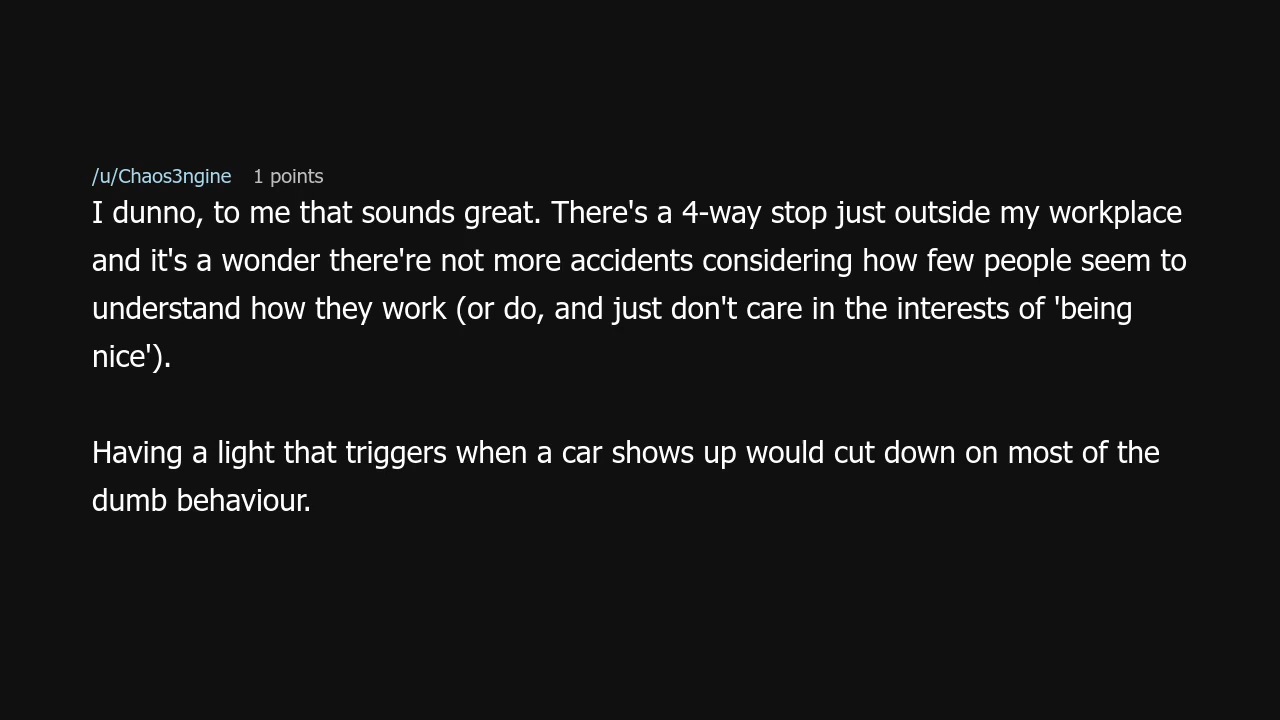 /u/Chaos3ngine 1 points
I dunno, to me that sounds great. There's a 4-way stop just outside my workplace
and it's a wonder there're not more accidents considering how few people seem to
understand how they work (or do, and just don't care in the interests of 'being
nice').
Having a light that triggers when a car shows up would cut down on most of the
dumb behaviour.